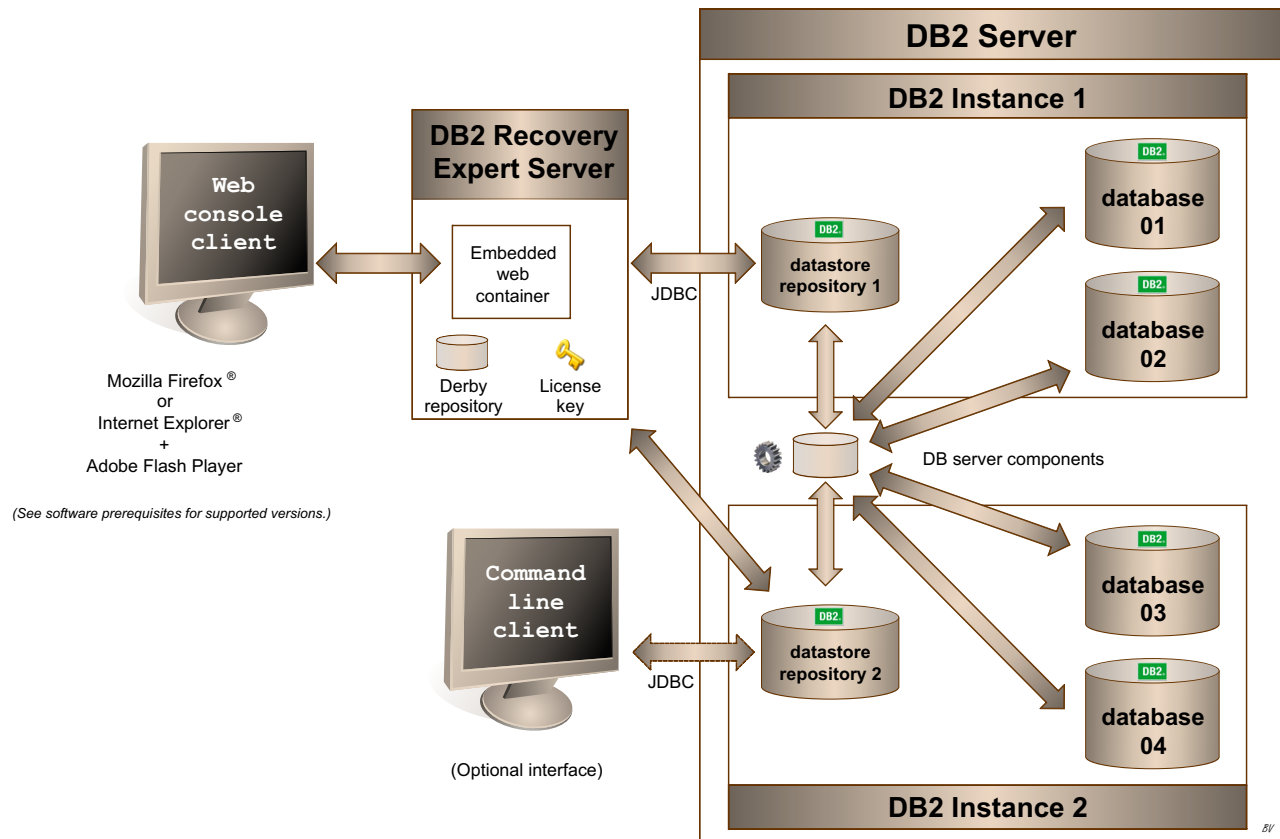 DB2 Server
DB2 Instance 1
DB2 Recovery
Expert Server
Web
console
client
Embedded
web
container
Derby
repository
License
key
JDBC
DB2.
datastore
repository 1
DB2.
database
01
DB2.
database
02
Mozilla Firefox ®
or
Internet Explorer ®
+
Adobe Flash Player
(See software prerequisites for supported versions.)
DB server components
Command
line
client
(Optional interface)
JDBC
DB2.
datastore
repository 2
DB2.
database
03
DB2.
database
04
DB2 Instance 2